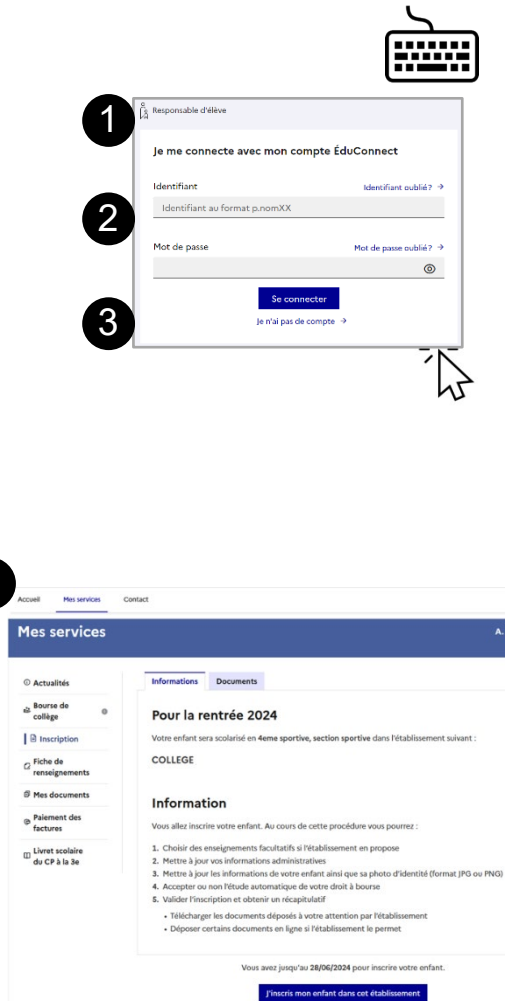 1
Responsable d'élève
Je me connecte avec mon compte ÉduConnect
Identifiant
Identifiant oublié? →
2
Identifiant au format p.nomXX
Mot de passe
Mot de passe oublié? →
Se connecter
3
Je n'ai pas de compte →
Accueil Mes services Contact
Mes services
A.
Actualités
Bourse de
collège
Inscription
Fiche de
renseignements
Mes documents
Paiement des
factures
Livret scolaire
du CP à la 3e
Informations Documents
Pour la rentrée 2024
Votre enfant sera scolarisé en 4eme sportive, section sportive dans l'établissement suivant :
COLLEGE
Information
Vous allez inscrire votre enfant. Au cours de cette procédure vous pourrez :
1. Choisir des enseignements facultatifs si l'établissement en propose
2. Mettre à jour vos informations administratives
3. Mettre à jour les informations de votre enfant ainsi que sa photo d'identité (format JPG ou PNG)
4. Accepter ou non l'étude automatique de votre droit à bourse
5. Valider l'inscription et obtenir un récapitulatif
• Télécharger les documents déposés à votre attention par l'établissement
• Déposer certains documents en ligne si l'établissement le permet
Vous avez jusqu'au 28/06/2024 pour inscrire votre enfant.
J'inscris mon enfant dans cet établissement